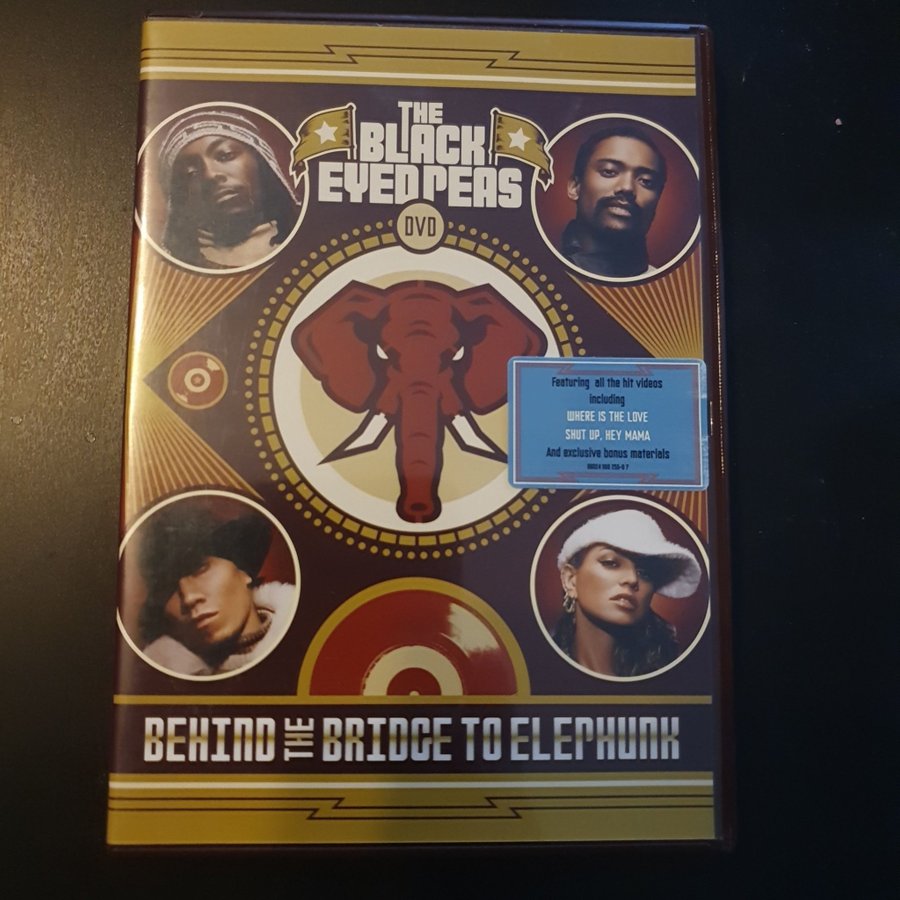 THE
BLACK
EYED PEAS
DVD
Featuring all the hit videos
including
WHERE IS THE LOVE
SHUT UP, HEY MAMA
And exclusive bonus materials
BEHIND THE BRIDGE TO ELEPHUNK